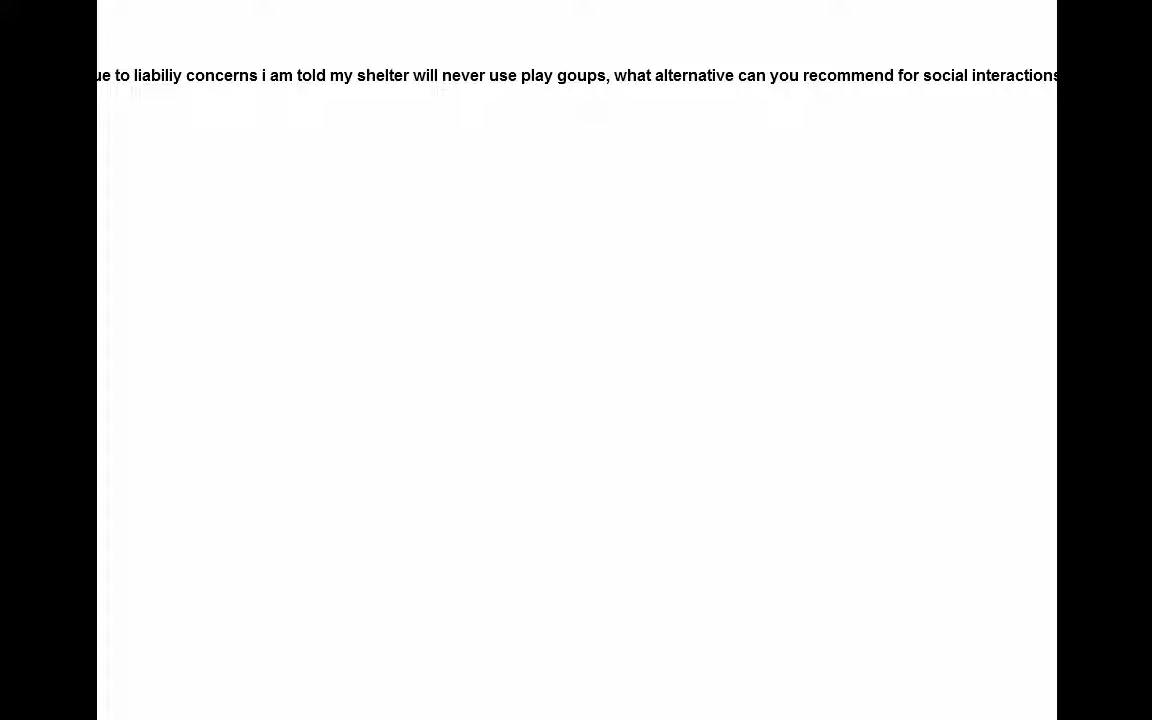 ue to liabiliy concerns i am told my shelter will never use play goups, what alternative can you recommend for social interactions